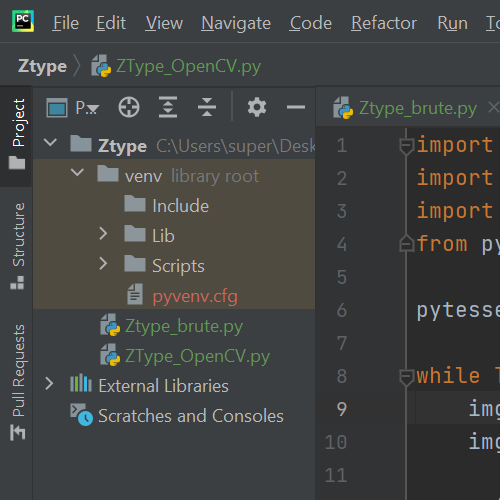 PC File Edit View Navigate Code Refactor Run
Ztype ZType_OpenCV.py
Project
Structure
Pull Requests
P...
Ztype C:\Users\super\Desk
venv library root
Include
Lib
Scripts
pyvenv.cfg
Ztype_brute.py
ZType_OpenCV.py
External Libraries
Scratches and Consoles
Ztype_brute.py
1 import
2 import
3 import
4 from py
5
6 pytesse
7
8 while
9 img
10 img
11